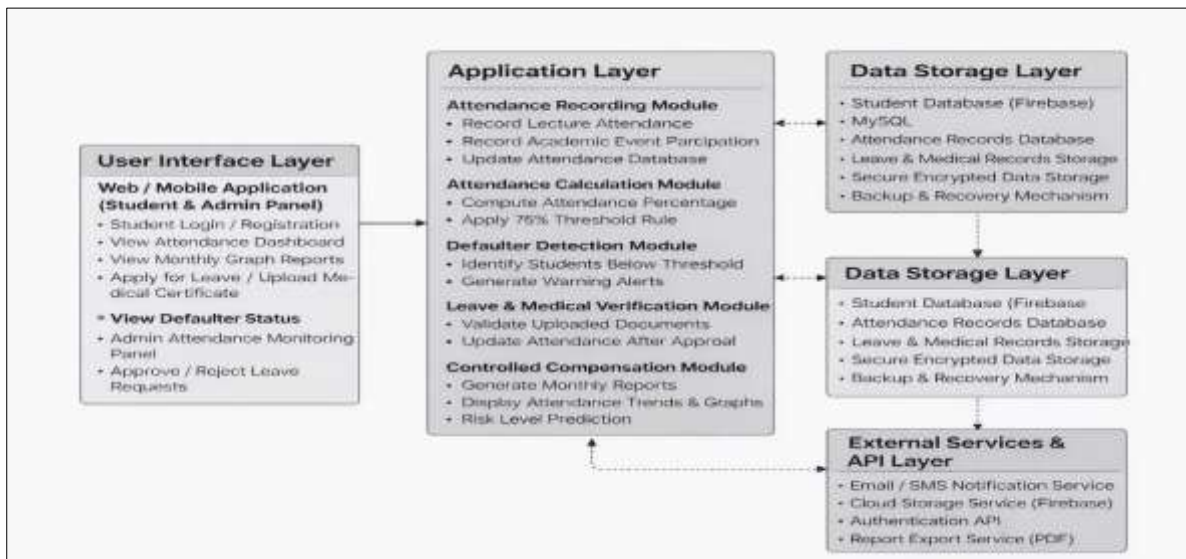 User Interface Layer
Web / Mobile Application
(Student & Admin Panel)
• Student Login / Registration
• View Attendance Dashboard
• View Monthly Graph Reports
• Apply for Leave / Upload Me-
dical Certificate
• View Defaulter Status
• Admin Attendance Monitoring
Panel
• Approve / Reject Leave
Requests
Application Layer
Attendance Recording Module
• Record Lecture Attendance
• Record Academic Event Parcipation
• Update Attendance Database
Attendance Calculation Module
• Compute Attendance Percentage
• Apply 75% Threshold Rule
Defaulter Detection Module
• Identify Students Below Threshold
• Generate Warning Alerts
Leave & Medical Verification Module
• Validate Uploaded Documents
• Update Attendance After Approal
Controlled Compensation Module
• Generate Monthly Reports
• Display Attendance Trends & Graphs
• Risk Level Prediction
Data Storage Layer
• Student Database (Firebase)
• MySQL
• Attendance Records Database
• Leave & Medical Records Storage
• Secure Encrypted Data Storage
• Backup & Recovery Mechanism
Data Storage Layer
• Student Database (Firebase
• Attendance Records Database
• Leave & Medical Records Storage
• Secure Encrypted Data Storage
• Backup & Recovery Mechanism
External Services &
API Layer
• Email / SMS Notification Service
• Cloud Storage Service (Firebase)
• Authentication API
• Report Export Service (PDF)